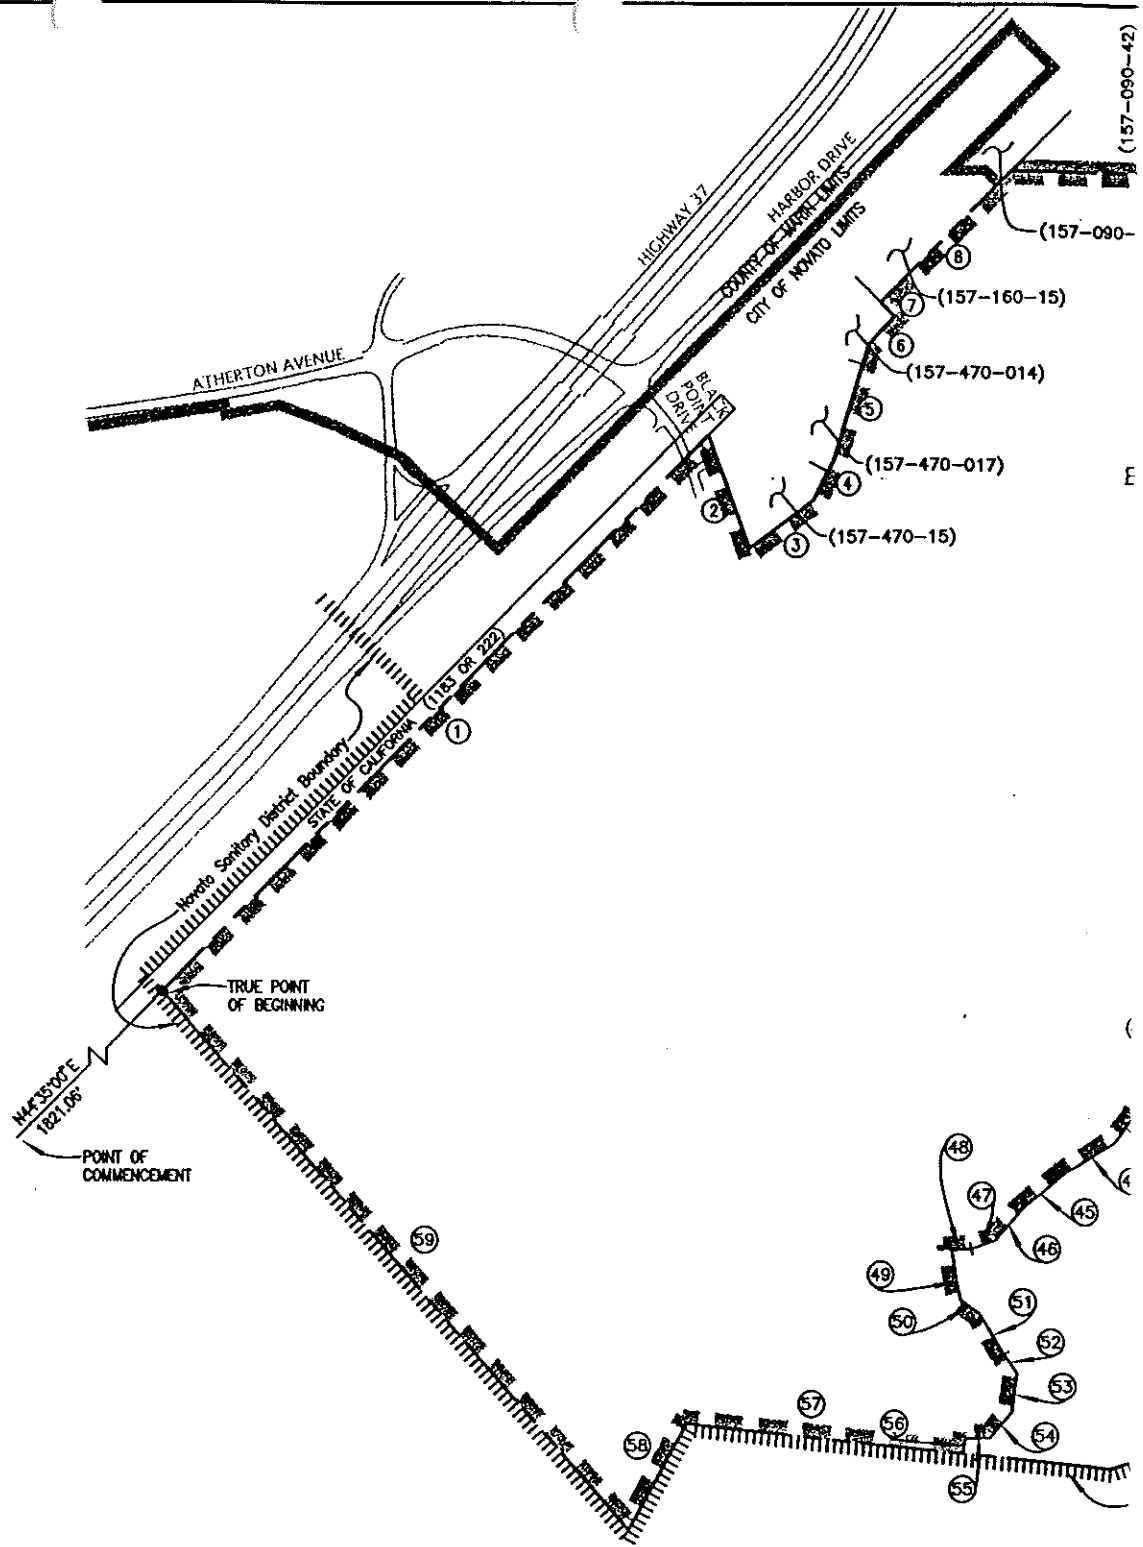 (157-090-42)
HIGHWAY 37
HARBOR DRIVE
COUNTY OF MARIN LIMITS
CITY OF NOVATO LIMITS
(157-090-
8
(157-160-15)
7
6
(157-470-014)
ATHERTON AVENUE
BLACK
POINT
DRIVE
5
(157-470-017)
4
E
2
3
(157-470-15)
(1183 OR 222)
1
STATE OF CALIFORNIA
Novato Sanitary District Boundary
TRUE POINT
OF BEGINNING
N44°35'00"E
1821.06'
POINT OF
COMMENCEMENT
(
48
47
4
45
46
59
49
50
51
52
53
57
56
54
58
55